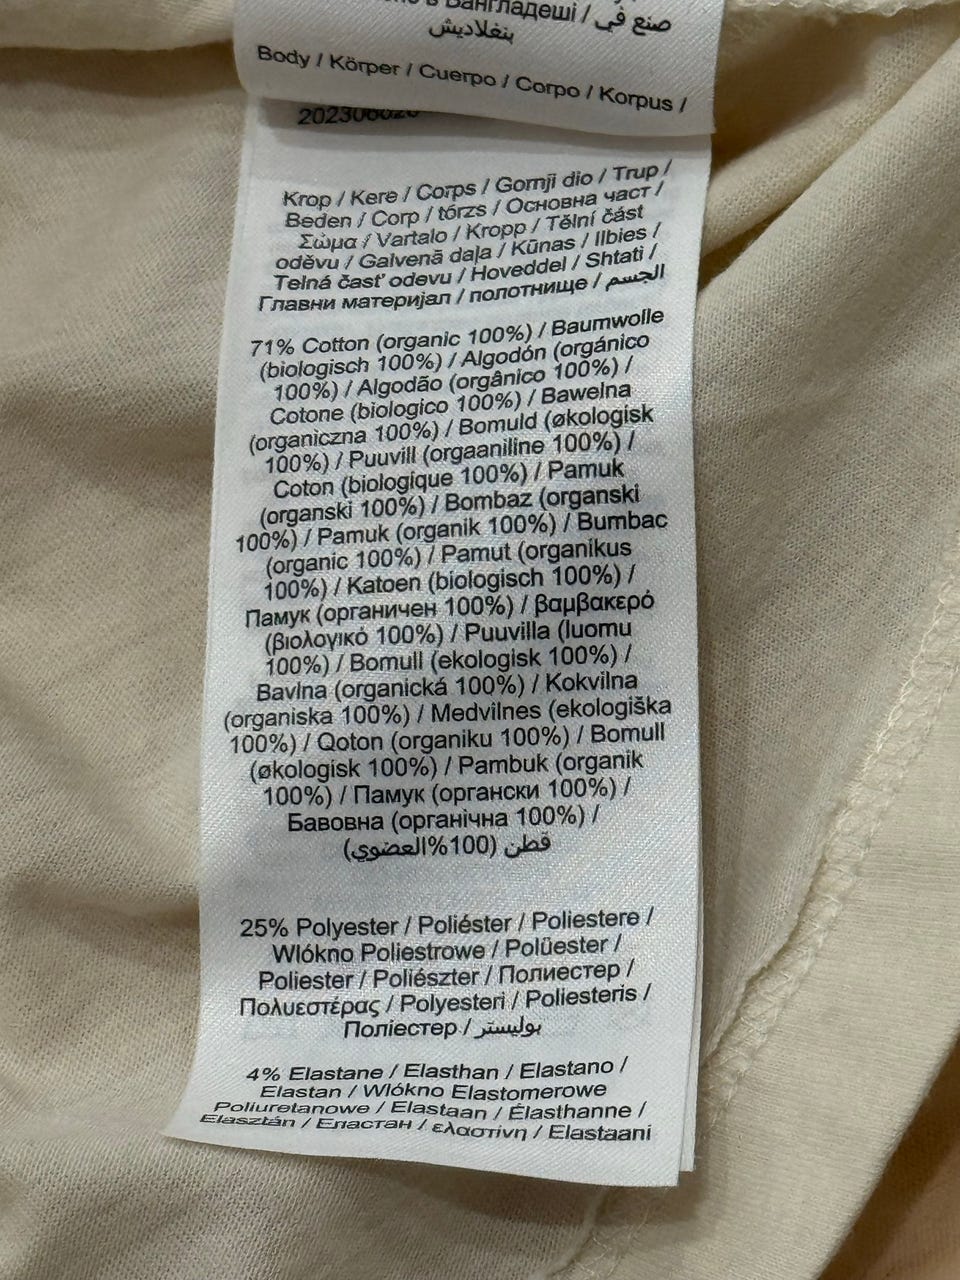 в Бангладеші / صنع في
بنغلاديش
Body / Körper / Cuerpo / Corpo / Korpus /
Krop / Kere / Corps / Gornji dio / Trup /
Beden / Corp / törzs / Основна част /
Σώμα / Vartalo / Kropp / Tělní část
oděvu / Galvenā daļa / Kūnas / Ilbies /
Telná časť odevu / Hoveddel / Shtati /
Главни материјал / полотнище / الجسم
71% Cotton (organic 100%) / Baumwolle
(biologisch 100%) / Algodón (orgánico
100%) / Algodão (orgânico 100%) /
Cotone (biologico 100%) / Bawełna
(organiczna 100%) / Bomuld (økologisk
100%) / Puuvill (orgaaniline 100%) /
Coton (biologique 100%) / Pamuk
(organski 100%) / Bombaz (organski
100%) / Pamuk (organik 100%) / Bumbac
(organic 100%) / Pamut (organikus
100%) / Katoen (biologisch 100%) /
Памук (органичен 100%) / βαμβακερό
(βιολογικό 100%) / Puuvilla (luomu
100%) / Bomull (ekologisk 100%) /
Bavlna (organická 100%) / Kokvilna
(organiska 100%) / Medvilnes (ekologiška
100%) / Qoton (organiku 100%) / Bomull
(økologisk 100%) / Pambuk (organik
100%) / Памук (органски 100%) /
Бавовна (органічна 100%) /
قطن (100%العضوي)
25% Polyester / Poliéster / Poliestere /
Włókno Poliestrowe / Polüester /
Poliester / Poliészter / Полиестер /
Πολυεστέρας / Polyesteri / Poliesteris /
Поліестер / بوليستر
4% Elastane / Elasthan / Elastano /
Elastan / Włókno Elastomerowe
Poliuretanowe / Elastaan / Élasthanne /
Elasztán / Еластан / ελαστίνη / Elastaani